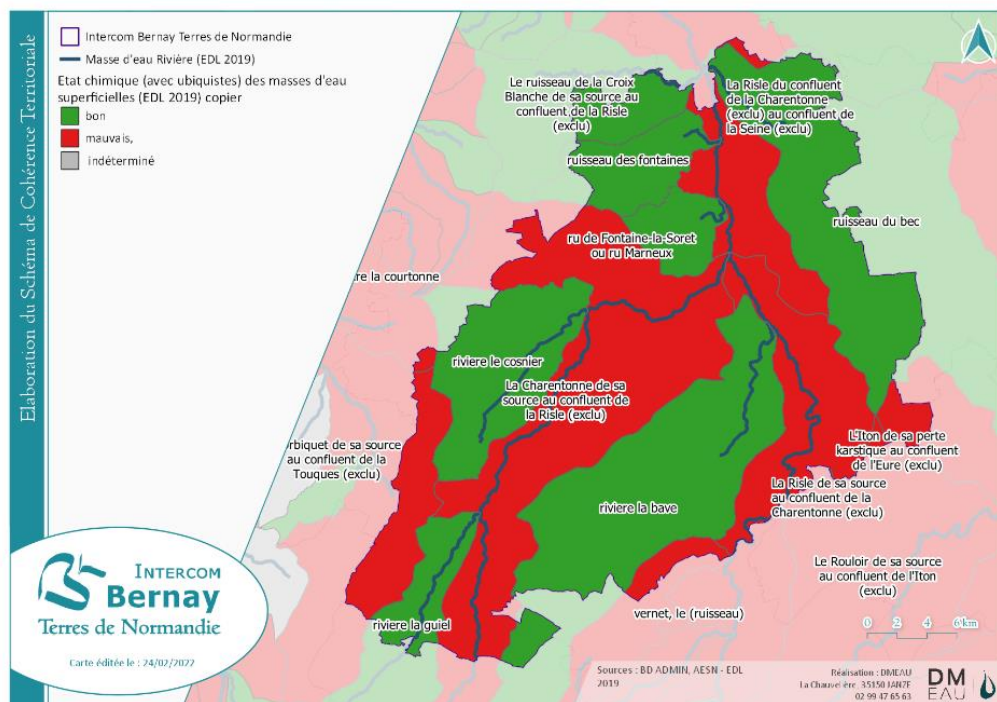 Elaboration du Schéma de Cohérence Territoriale
Intercom Bernay Terres de Normandie
Masse d'eau Rivière (EDL 2019)
Etat chimique (avec ubiquistes) des masses d'eau
superficielles (EDL 2019) copier
bon
mauvais,
indéterminé
Le ruisseau de la Croix
Blanche de sa source au
confluent de la Risle
(exclu)
La Risle du confluent
de la Charentonne
(exclu) au confluent de
la Seine (exclu)
ruisseau des fontaines
ruisseau du bec
ru de Fontaine-la-Soret
ou ru Marneux
re la courtonne
riviere le cosnier
La Charentonne de sa
source au confluent de
la Risle (exclu)
rbiquet de sa source
au confluent de la
Touques (exclu)
L'Iton de sa perte
karstique au confluent
de l'Eure (exclu)
La Risle de sa source
au confluent de la
Charentonne (exclu)
riviere la bave
Le Rouloir de sa source
au confluent de l'Iton
(exclu)
vernet, le (ruisseau)
riviere la guiel
0 2 4 6 km
INTERCOM
Bernay
Terres de Normandie
Carte éditée le : 24/02/2022
Sources : BD ADMIN, AESN - EDL
2019
Réalisation : DMEAU
La Chauvelière, 35150 JANZE
02 99 47 65 63
DM
EAU